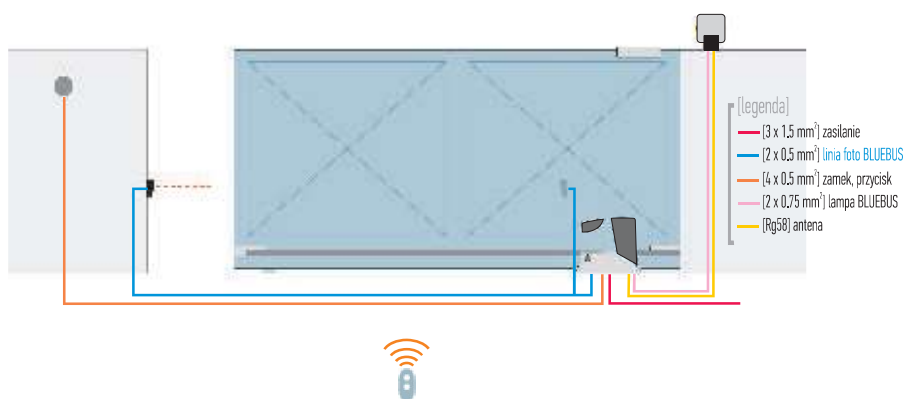 [legenda]
[3 x 1.5 mm²] zasilanie
[2 x 0.5 mm²] linia foto BLUEBUS
[4 x 0.5 mm²] zamek, przycisk
[2 x 0.75 mm²] lampa BLUEBUS
[Rg58] antena